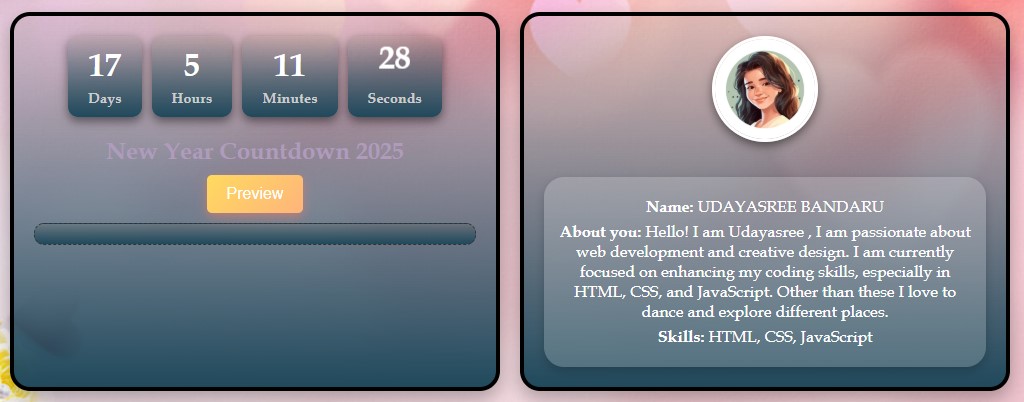 17 5 11 28
Days Hours Minutes Seconds
New Year Countdown 2025
Preview
Name: UDAYASREE BANDARU
About you: Hello! I am Udayasree , I am passionate about
web development and creative design. I am currently
focused on enhancing my coding skills, especially in
HTML, CSS, and JavaScript. Other than these I love to
dance and explore different places.
Skills: HTML, CSS, JavaScript